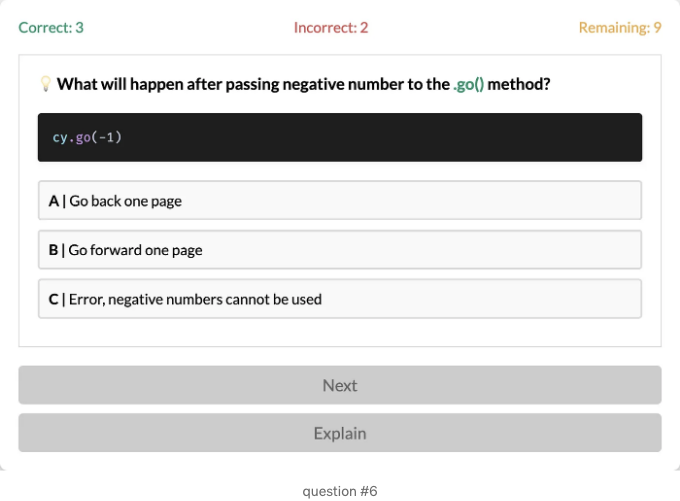 Correct: 3
Incorrect: 2
Remaining: 9
💡 What will happen after passing negative number to the .go() method?
cy.go(-1)
A | Go back one page
B | Go forward one page
C | Error, negative numbers cannot be used
Next
Explain
question #6